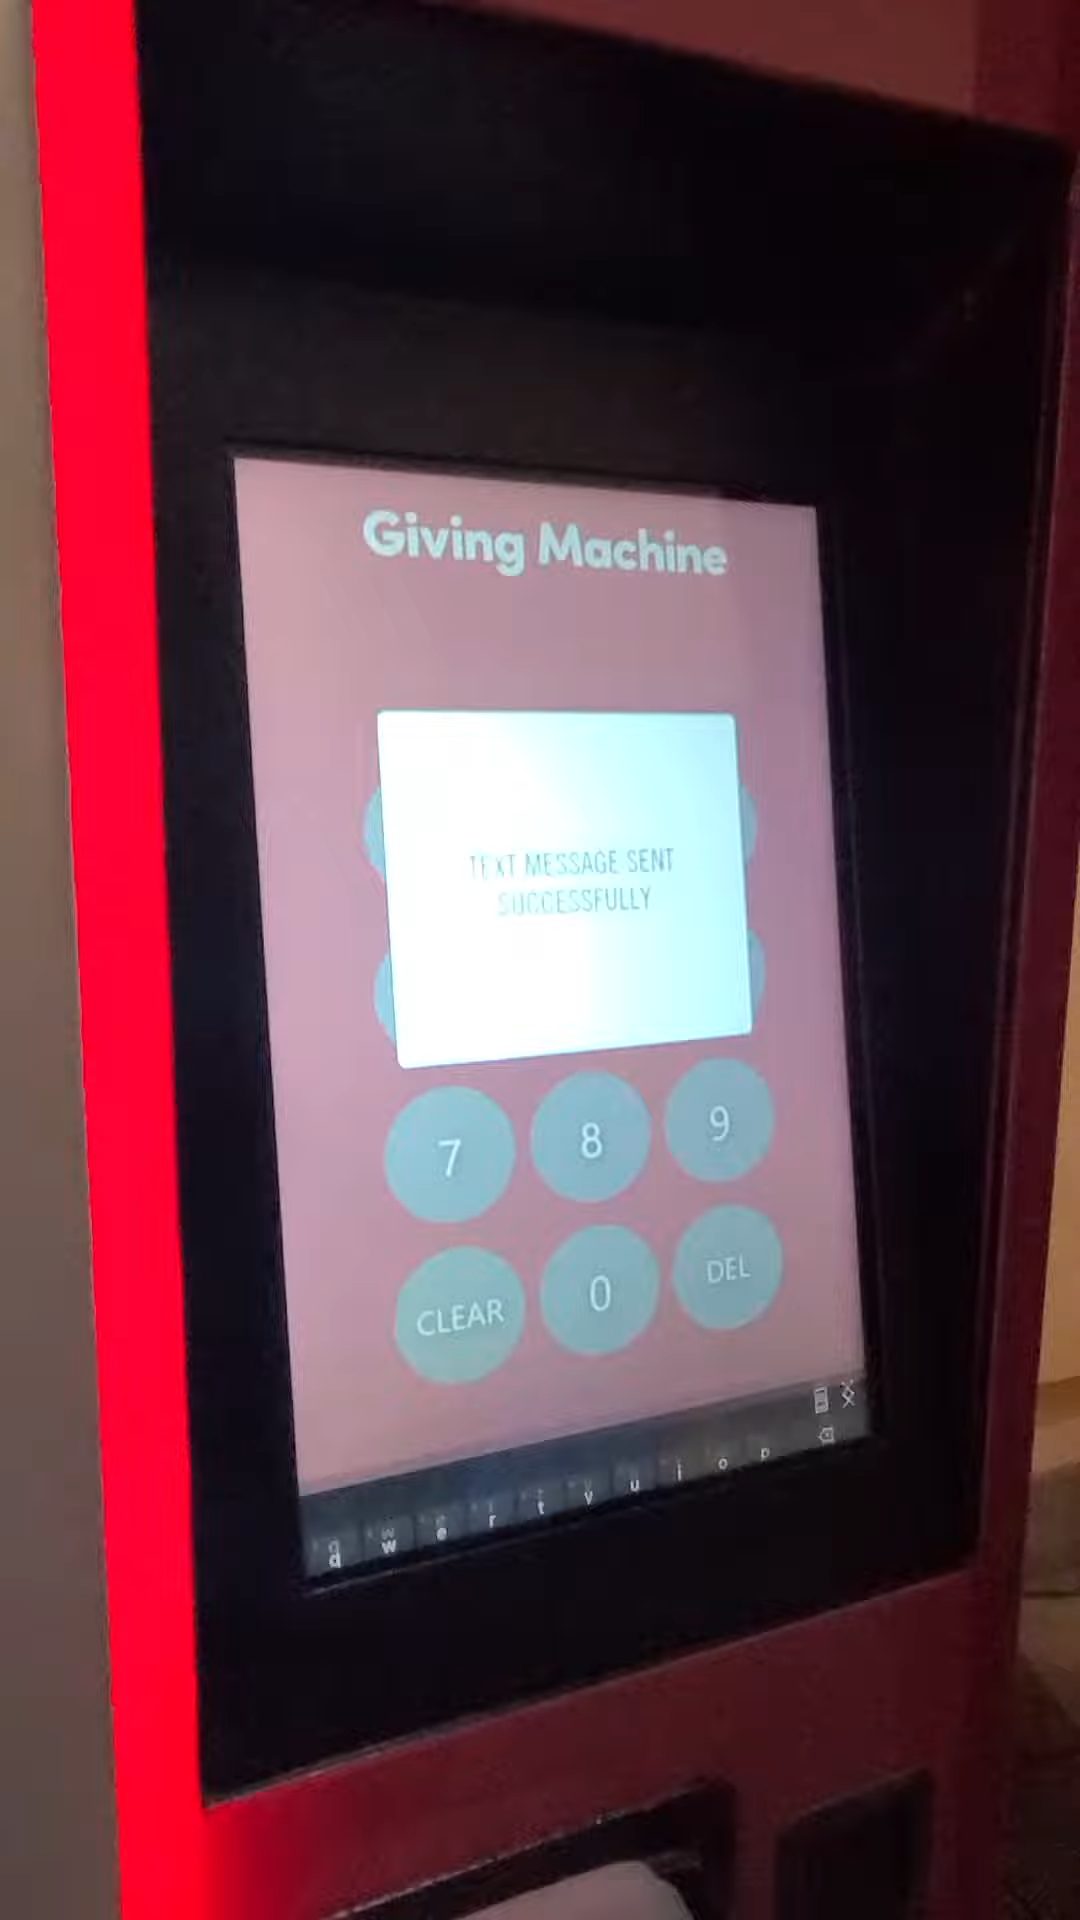 Giving Machine
TEXT MESSAGE SENT
SUCCESSFULLY
7 8 9
CLEAR 0 DEL
q w e r t y u i o p